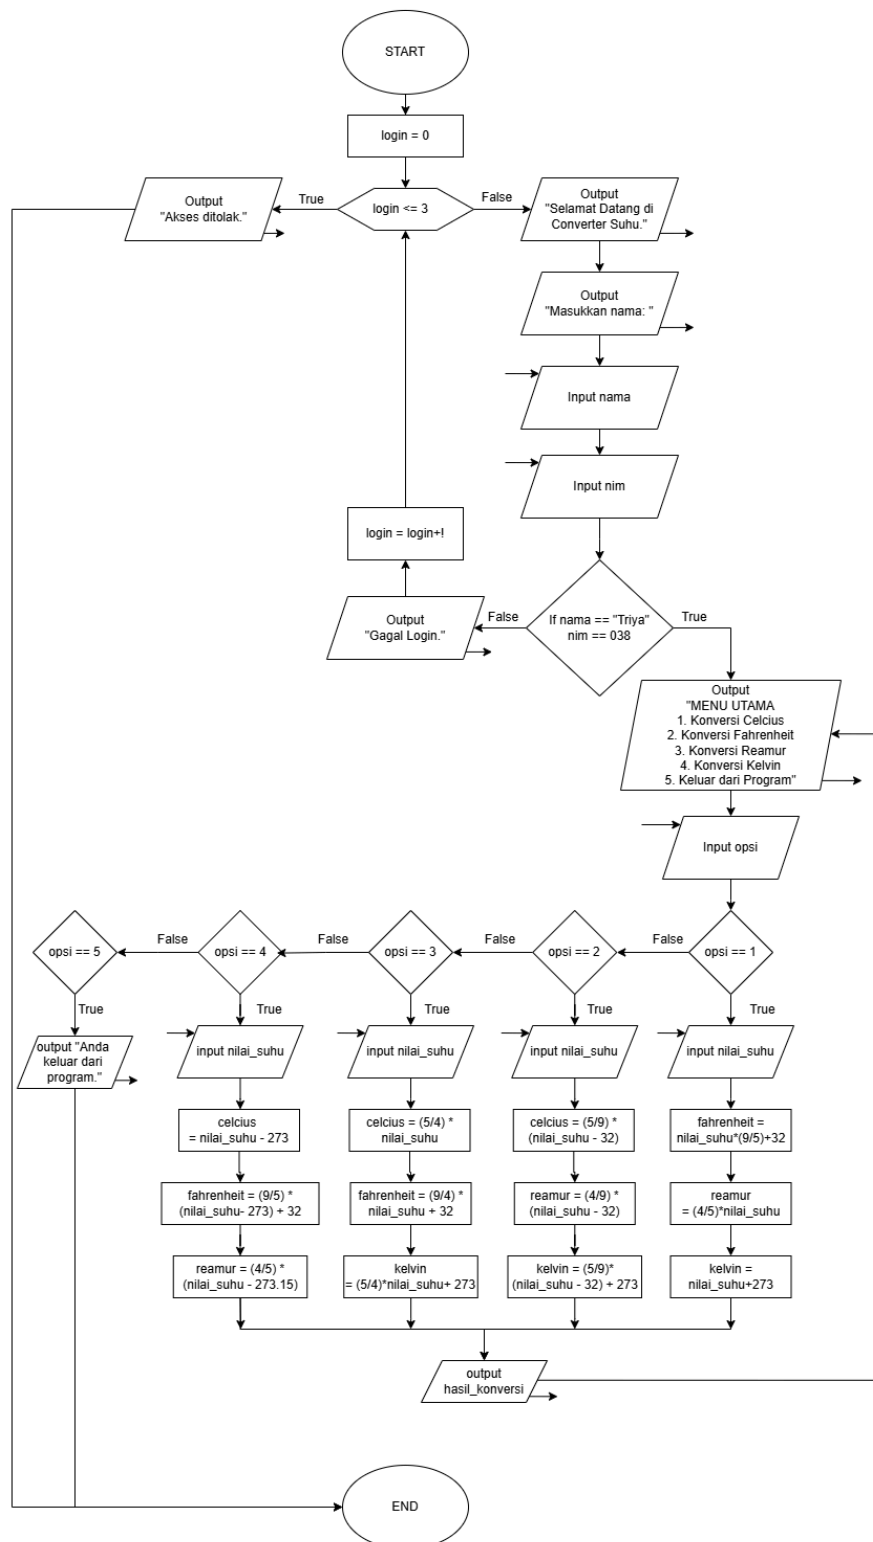 START
login = 0
Output
"Akses ditolak."
True
login <= 3
False
Output
"Selamat Datang di
Converter Suhu."
Output
"Masukkan nama: "
Input nama
Input nim
login = login+!
Output
"Gagal Login."
False
If nama == "Triya"
nim == 038
True
Output
"MENU UTAMA
1. Konversi Celcius
2. Konversi Fahrenheit
3. Konversi Reamur
4. Konversi Kelvin
5. Keluar dari Program"
Input opsi
opsi == 5
False
opsi == 4
False
opsi == 3
False
opsi == 2
False
opsi == 1
True
True
True
True
True
output "Anda
keluar dari
program."
input nilai_suhu
input nilai_suhu
input nilai_suhu
input nilai_suhu
celcius
= nilai_suhu - 273
celcius = (5/4) *
nilai_suhu
celcius = (5/9) *
(nilai_suhu - 32)
fahrenheit =
nilai_suhu*(9/5)+32
fahrenheit = (9/5) *
(nilai_suhu- 273) + 32
fahrenheit = (9/4) *
nilai_suhu + 32
reamur = (4/9) *
(nilai_suhu - 32)
reamur
= (4/5)*nilai_suhu
reamur = (4/5) *
(nilai_suhu - 273.15)
kelvin
= (5/4)*nilai_suhu+ 273
kelvin = (5/9)*
(nilai_suhu - 32) + 273
kelvin =
nilai_suhu+273
output
hasil_konversi
END